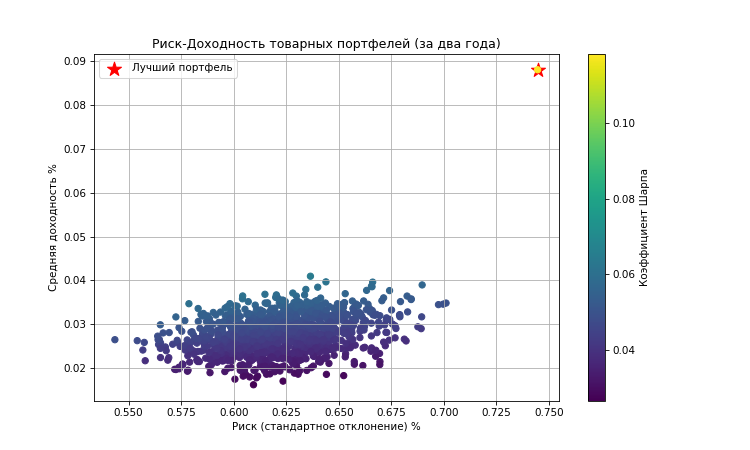 Риск-Доходность товарных портфелей (за два года)
Лучший портфель
0.09
0.08
0.07
0.06
0.05
0.04
0.03
0.02
Средняя доходность %
0.550 0.575 0.600 0.625 0.650 0.675 0.700 0.725 0.750
Риск (стандартное отклонение) %
0.10
0.08
0.06
0.04
Коэффициент Шарпа